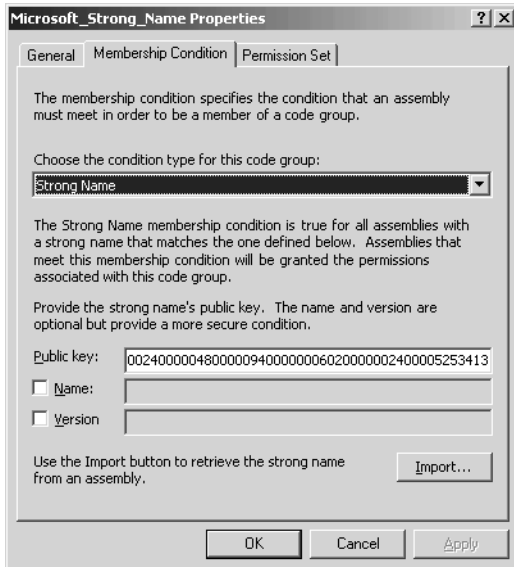 Microsoft_Strong_Name Properties
General
Membership Condition
Permission Set
The membership condition specifies the condition that an assembly
must meet in order to be a member of a code group.
Choose the condition type for this code group:
Strong Name
The Strong Name membership condition is true for all assemblies with
a strong name that matches the one defined below. Assemblies that
meet this membership condition will be granted the permissions
associated with this code group.
Provide the strong name's public key. The name and version are
optional but provide a more secure condition.
Public key: 00240000048000009400000006020000002400005253413
Name:
Version
Use the Import button to retrieve the strong name
from an assembly.
Import...
OK
Cancel
Apply